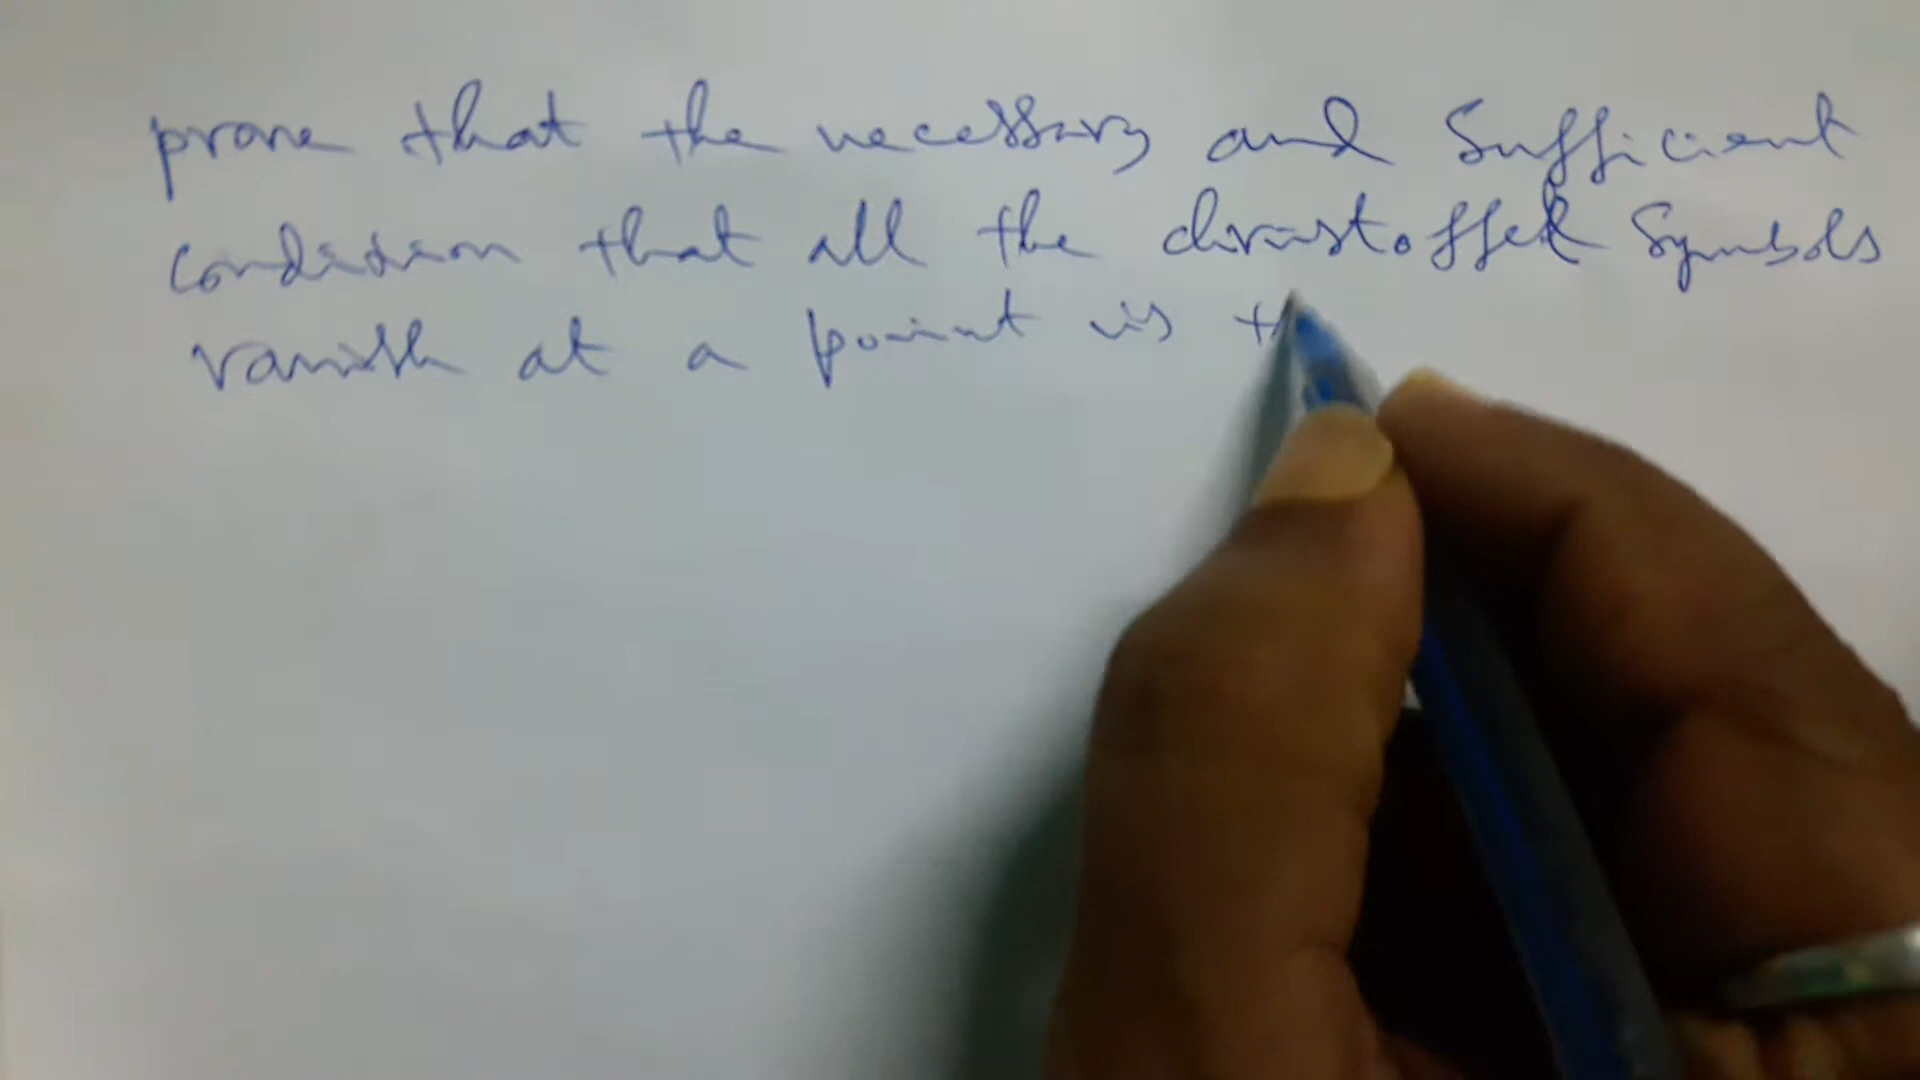 prove that the necessary and Sufficient
condition that all the christoffel Symbols
vanish at a point is